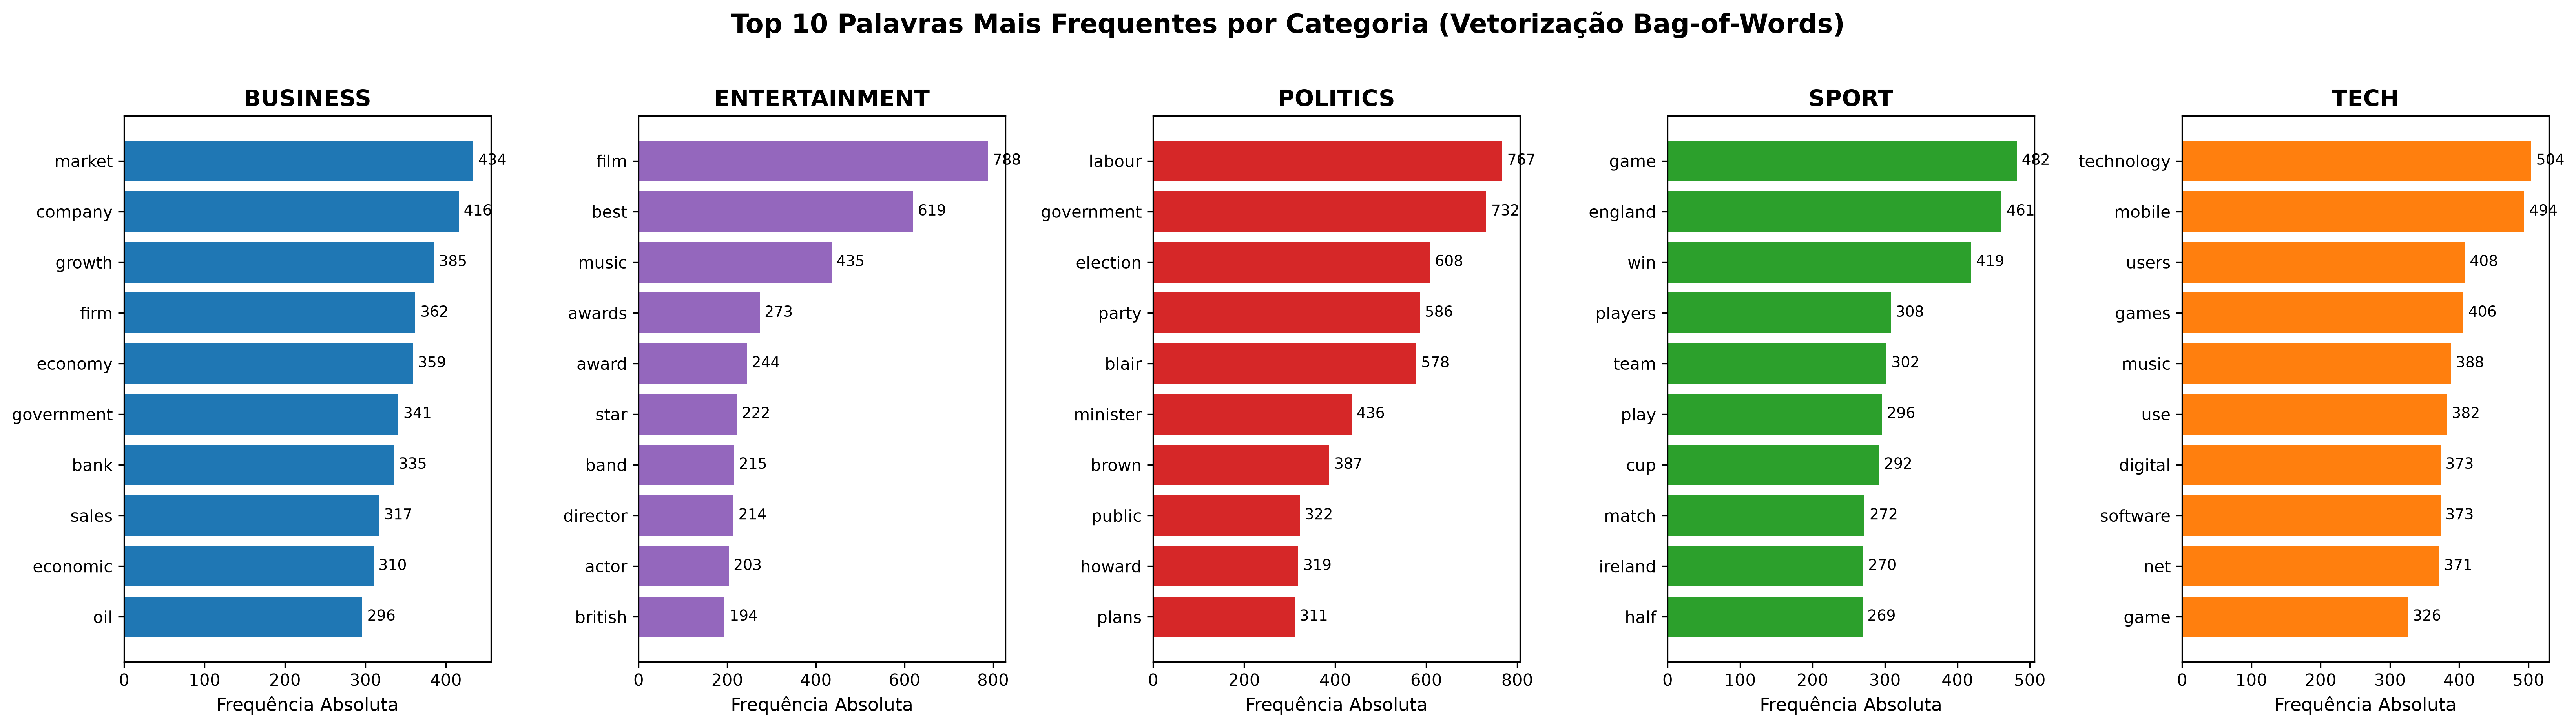 Top 10 Palavras Mais Frequentes por Categoria (Vetorização Bag-of-Words)
BUSINESS
market 434
company 416
growth 385
firm 362
economy 359
government 341
bank 335
sales 317
economic 310
oil 296
0 100 200 300 400
Frequência Absoluta
ENTERTAINMENT
film 788
best 619
music 435
awards 273
award 244
star 222
band 215
director 214
actor 203
british 194
0 200 400 600 800
Frequência Absoluta
POLITICS
labour 767
government 732
election 608
party 586
blair 578
minister 436
brown 387
public 322
howard 319
plans 311
0 200 400 600 800
Frequência Absoluta
SPORT
game 482
england 461
win 419
players 308
team 302
play 296
cup 292
match 272
ireland 270
half 269
0 100 200 300 400 500
Frequência Absoluta
TECH
technology 504
mobile 494
users 408
games 406
music 388
use 382
digital 373
software 373
net 371
game 326
0 100 200 300 400 500
Frequência Absoluta